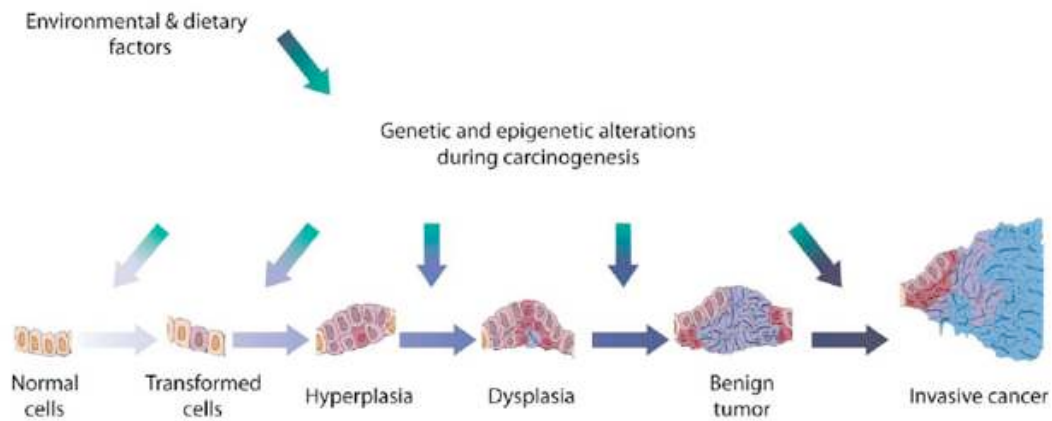 Environmental & dietary
factors
Genetic and epigenetic alterations
during carcinogenesis
Normal
cells
Transformed
cells
Hyperplasia
Dysplasia
Benign
tumor
Invasive cancer